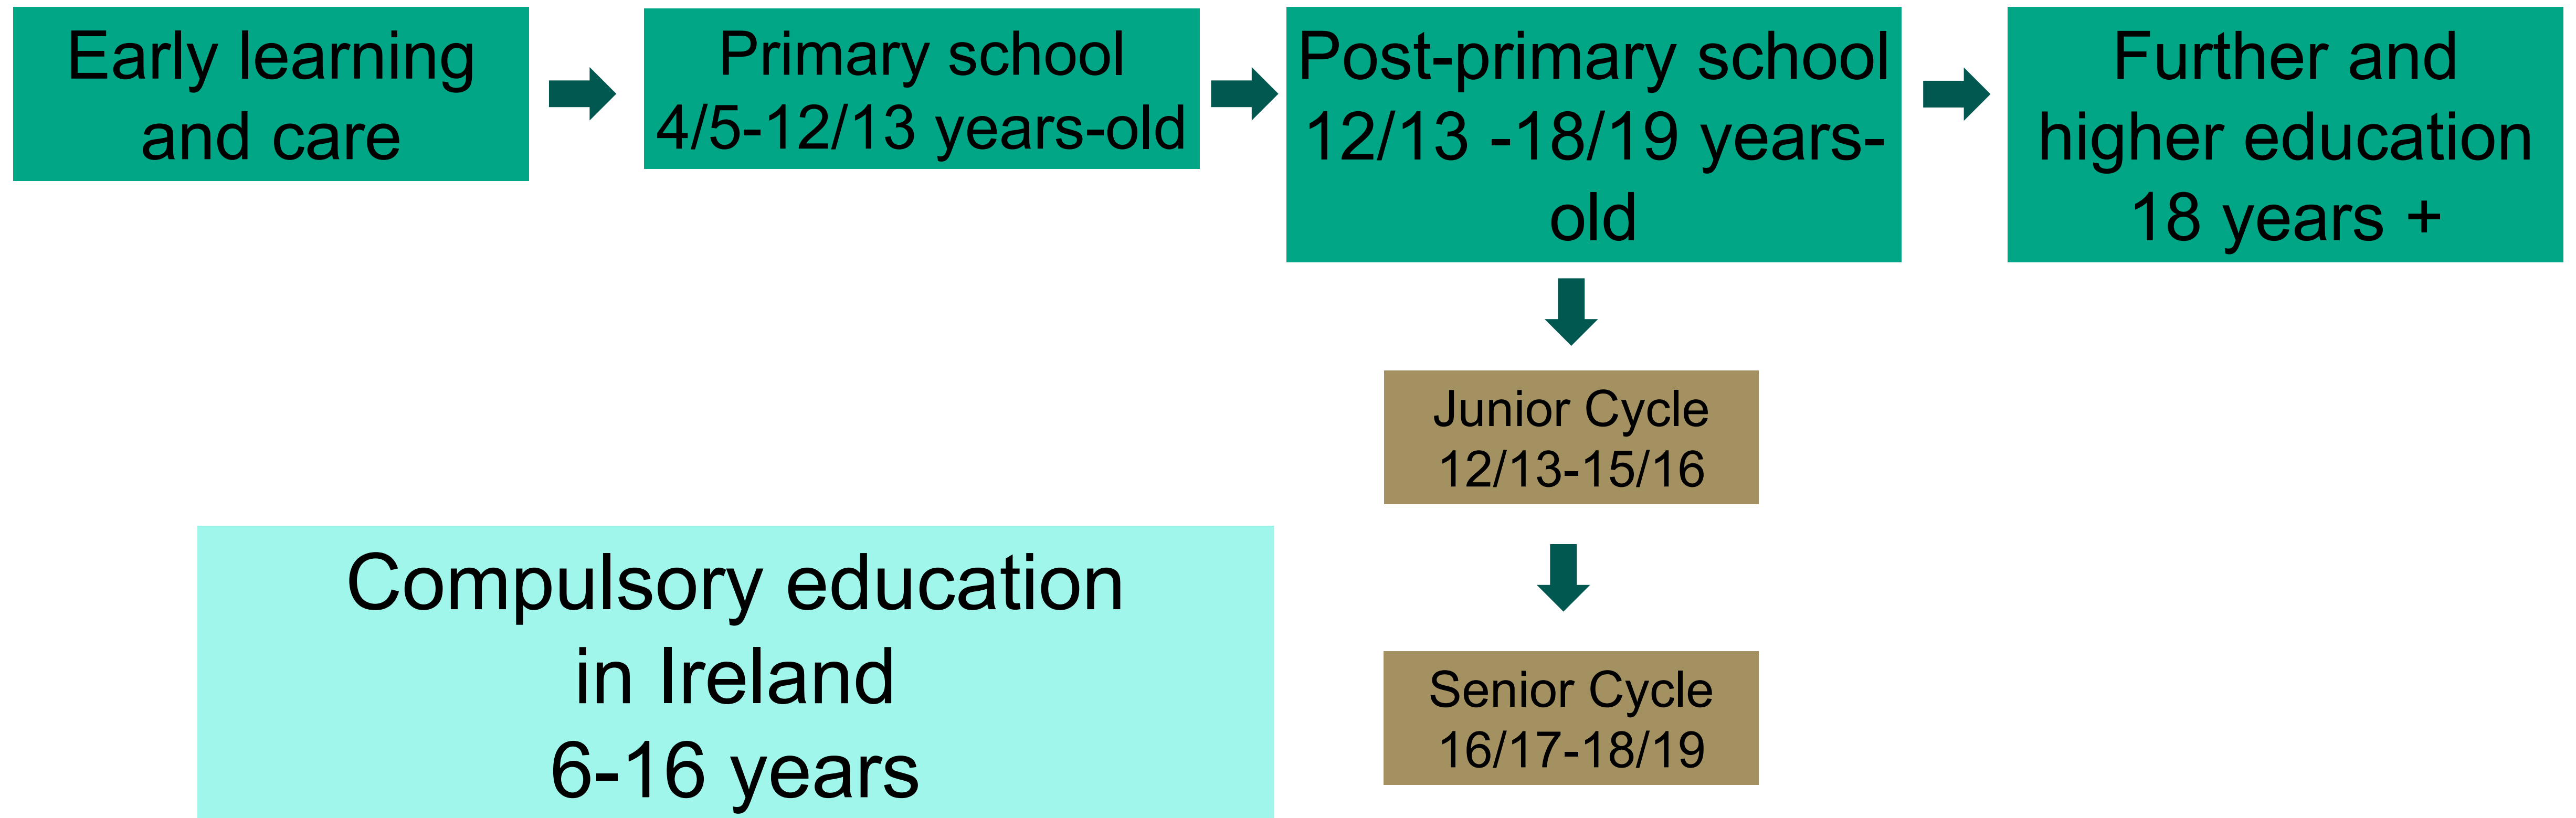 Early learning
and care
Primary school
4/5-12/13 years-old
Post-primary school
12/13 -18/19 years-
old
Further and
higher education
18 years +
Junior Cycle
12/13-15/16
Compulsory education
in Ireland
6-16 years
Senior Cycle
16/17-18/19